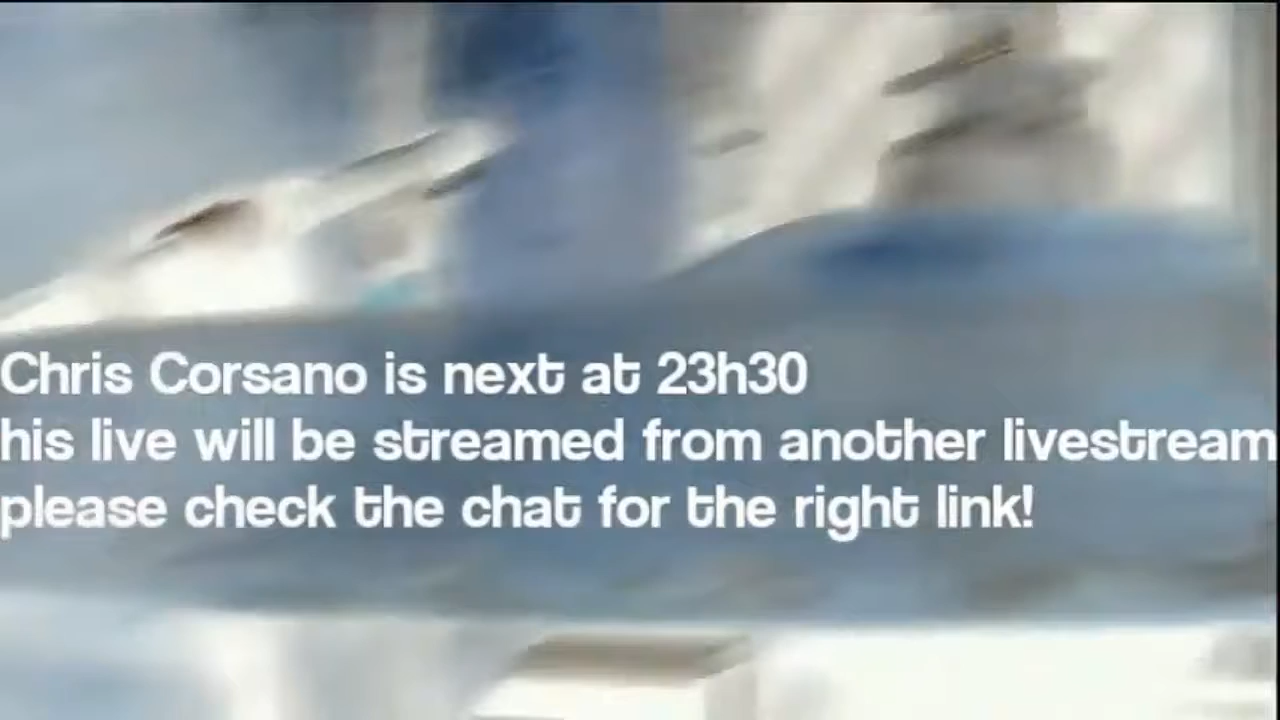 Chris Corsano is next at 23h30
his live will be streamed from another livestream
please check the chat for the right link!